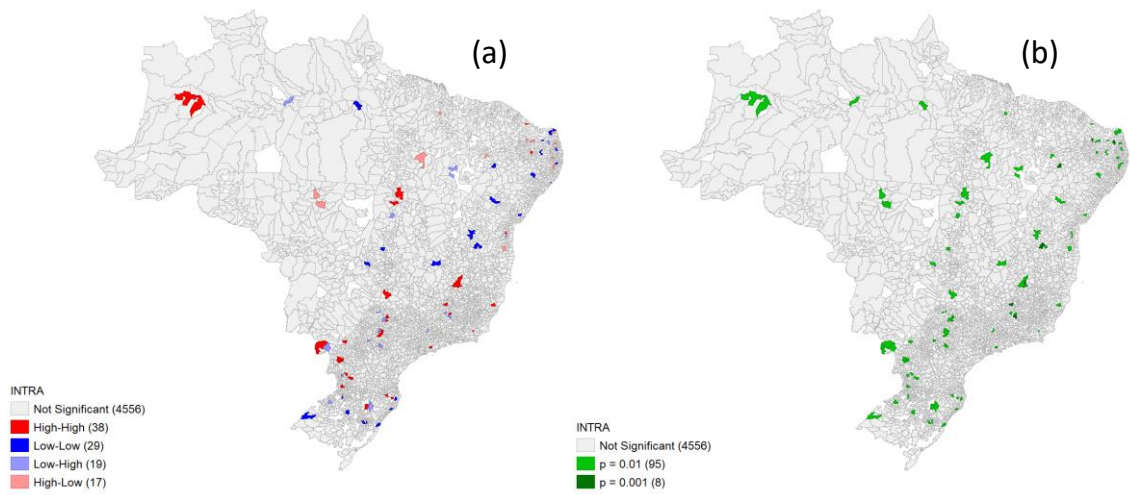 (a)
(b)
INTRA
Not Significant (4556)
High-High (38)
Low-Low (29)
Low-High (19)
High-Low (17)
INTRA
Not Significant (4556)
p = 0.01 (95)
p = 0.001 (8)